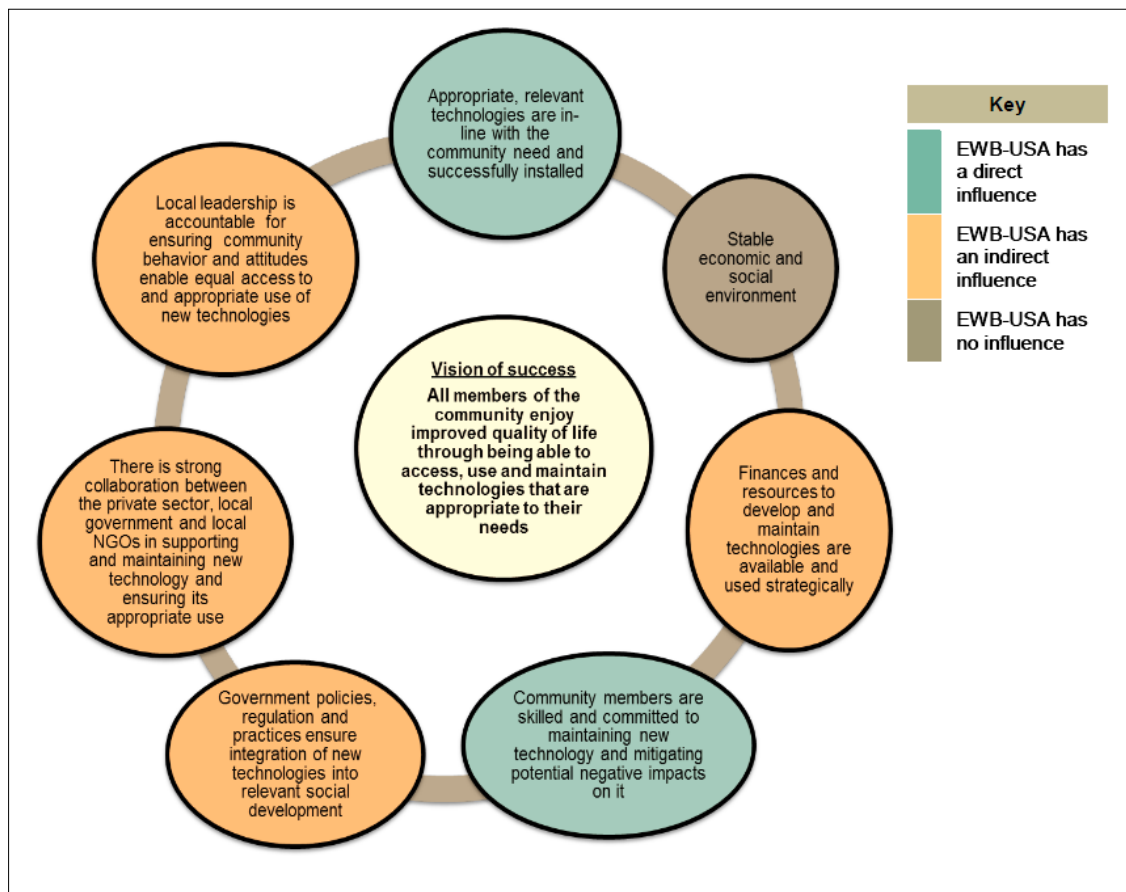 Appropriate, relevant
technologies are in-
line with the
community need and
successfully installed
Key
EWB-USA has
a direct
influence
EWB-USA has
an indirect
influence
EWB-USA has
no influence
Local leadership is
accountable for
ensuring community
behavior and attitudes
enable equal access to
and appropriate use of
new technologies
Stable
economic and
social
environment
Vision of success
All members of the
community enjoy
improved quality of life
through being able to
access, use and maintain
technologies that are
appropriate to their
needs
There is strong
collaboration between
the private sector, local
government and local
NGOs in supporting
and maintaining new
technology and
ensuring its
appropriate use
Finances and
resources to
develop and
maintain
technologies are
available and
used strategically
Government policies,
regulation and
practices ensure
integration of new
technologies into
relevant social
development
Community members are
skilled and committed to
maintaining new
technology and mitigating
potential negative impacts
on it